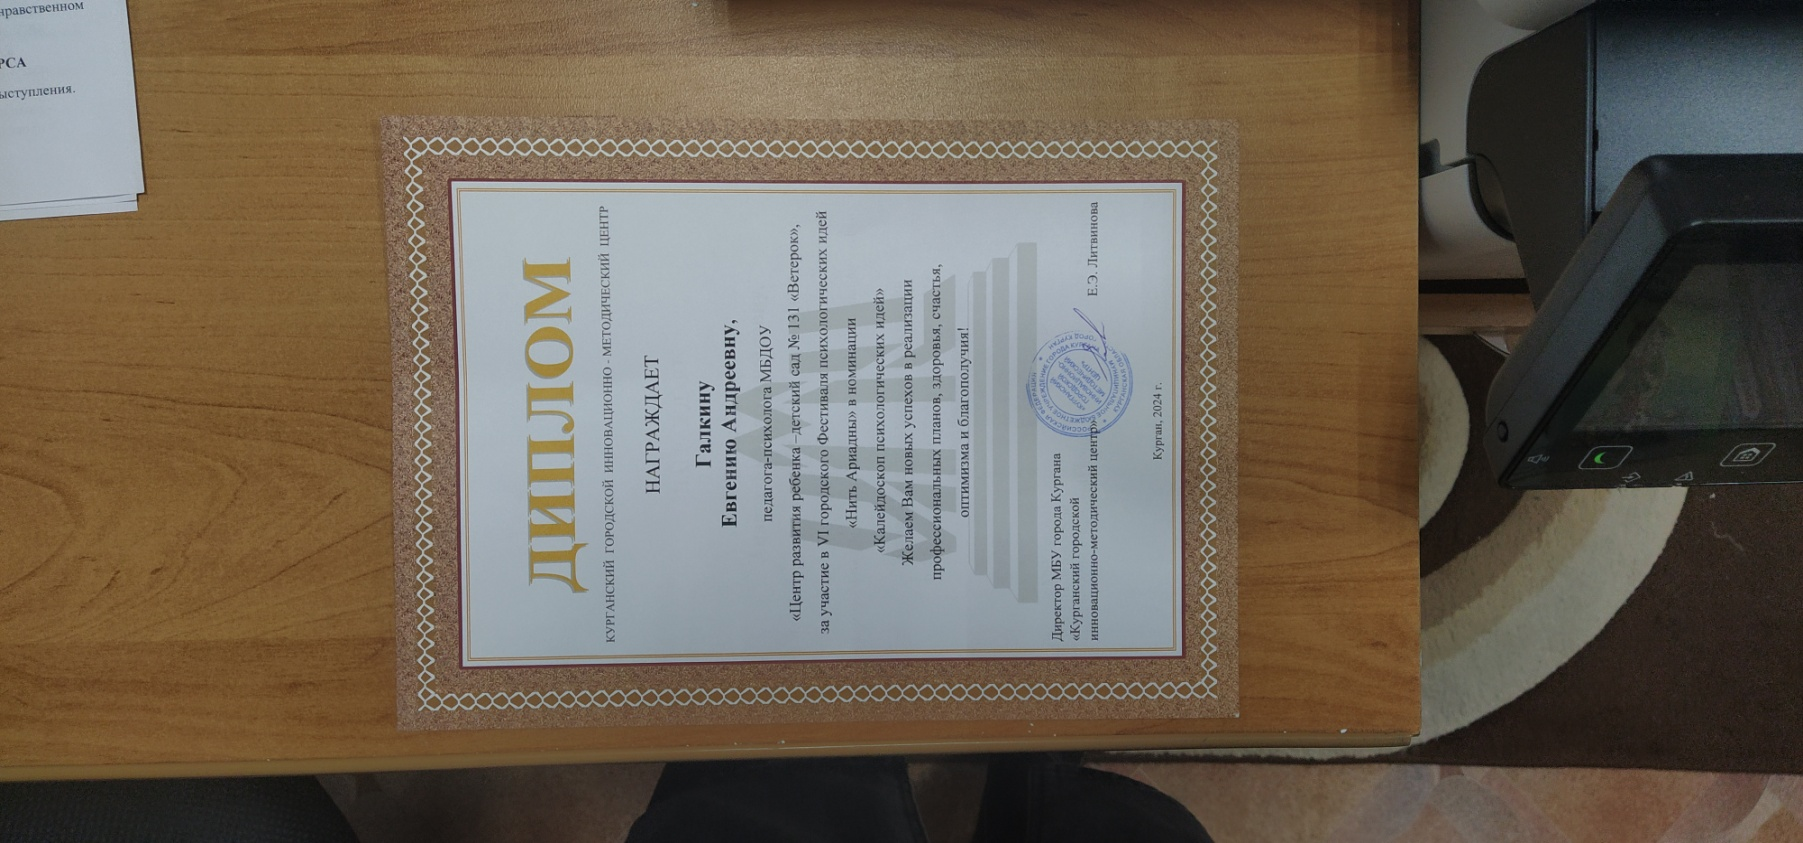 нравственном
РСА
ыступления.
ДИПЛОМ
КУРГАНСКИЙ ГОРОДСКОЙ ИННОВАЦИОННО - МЕТОДИЧЕСКИЙ ЦЕНТР
НАГРАЖДАЕТ
Галкину
Евгению Андреевну,
педагога-психолога МБДОУ
«Центр развития ребенка –детский сад № 131 «Ветерок»,
за участие в VI городского Фестиваля психологических идей
«Нить Ариадны» в номинации
«Калейдоскоп психологических идей»
Желаем Вам новых успехов в реализации
профессиональных планов, здоровья, счастья,
оптимизма и благополучия!
Директор МБУ города Кургана
«Курганский городской
инновационно-методический центр»
Е.Э. Литвинова
Курган, 2024 г.